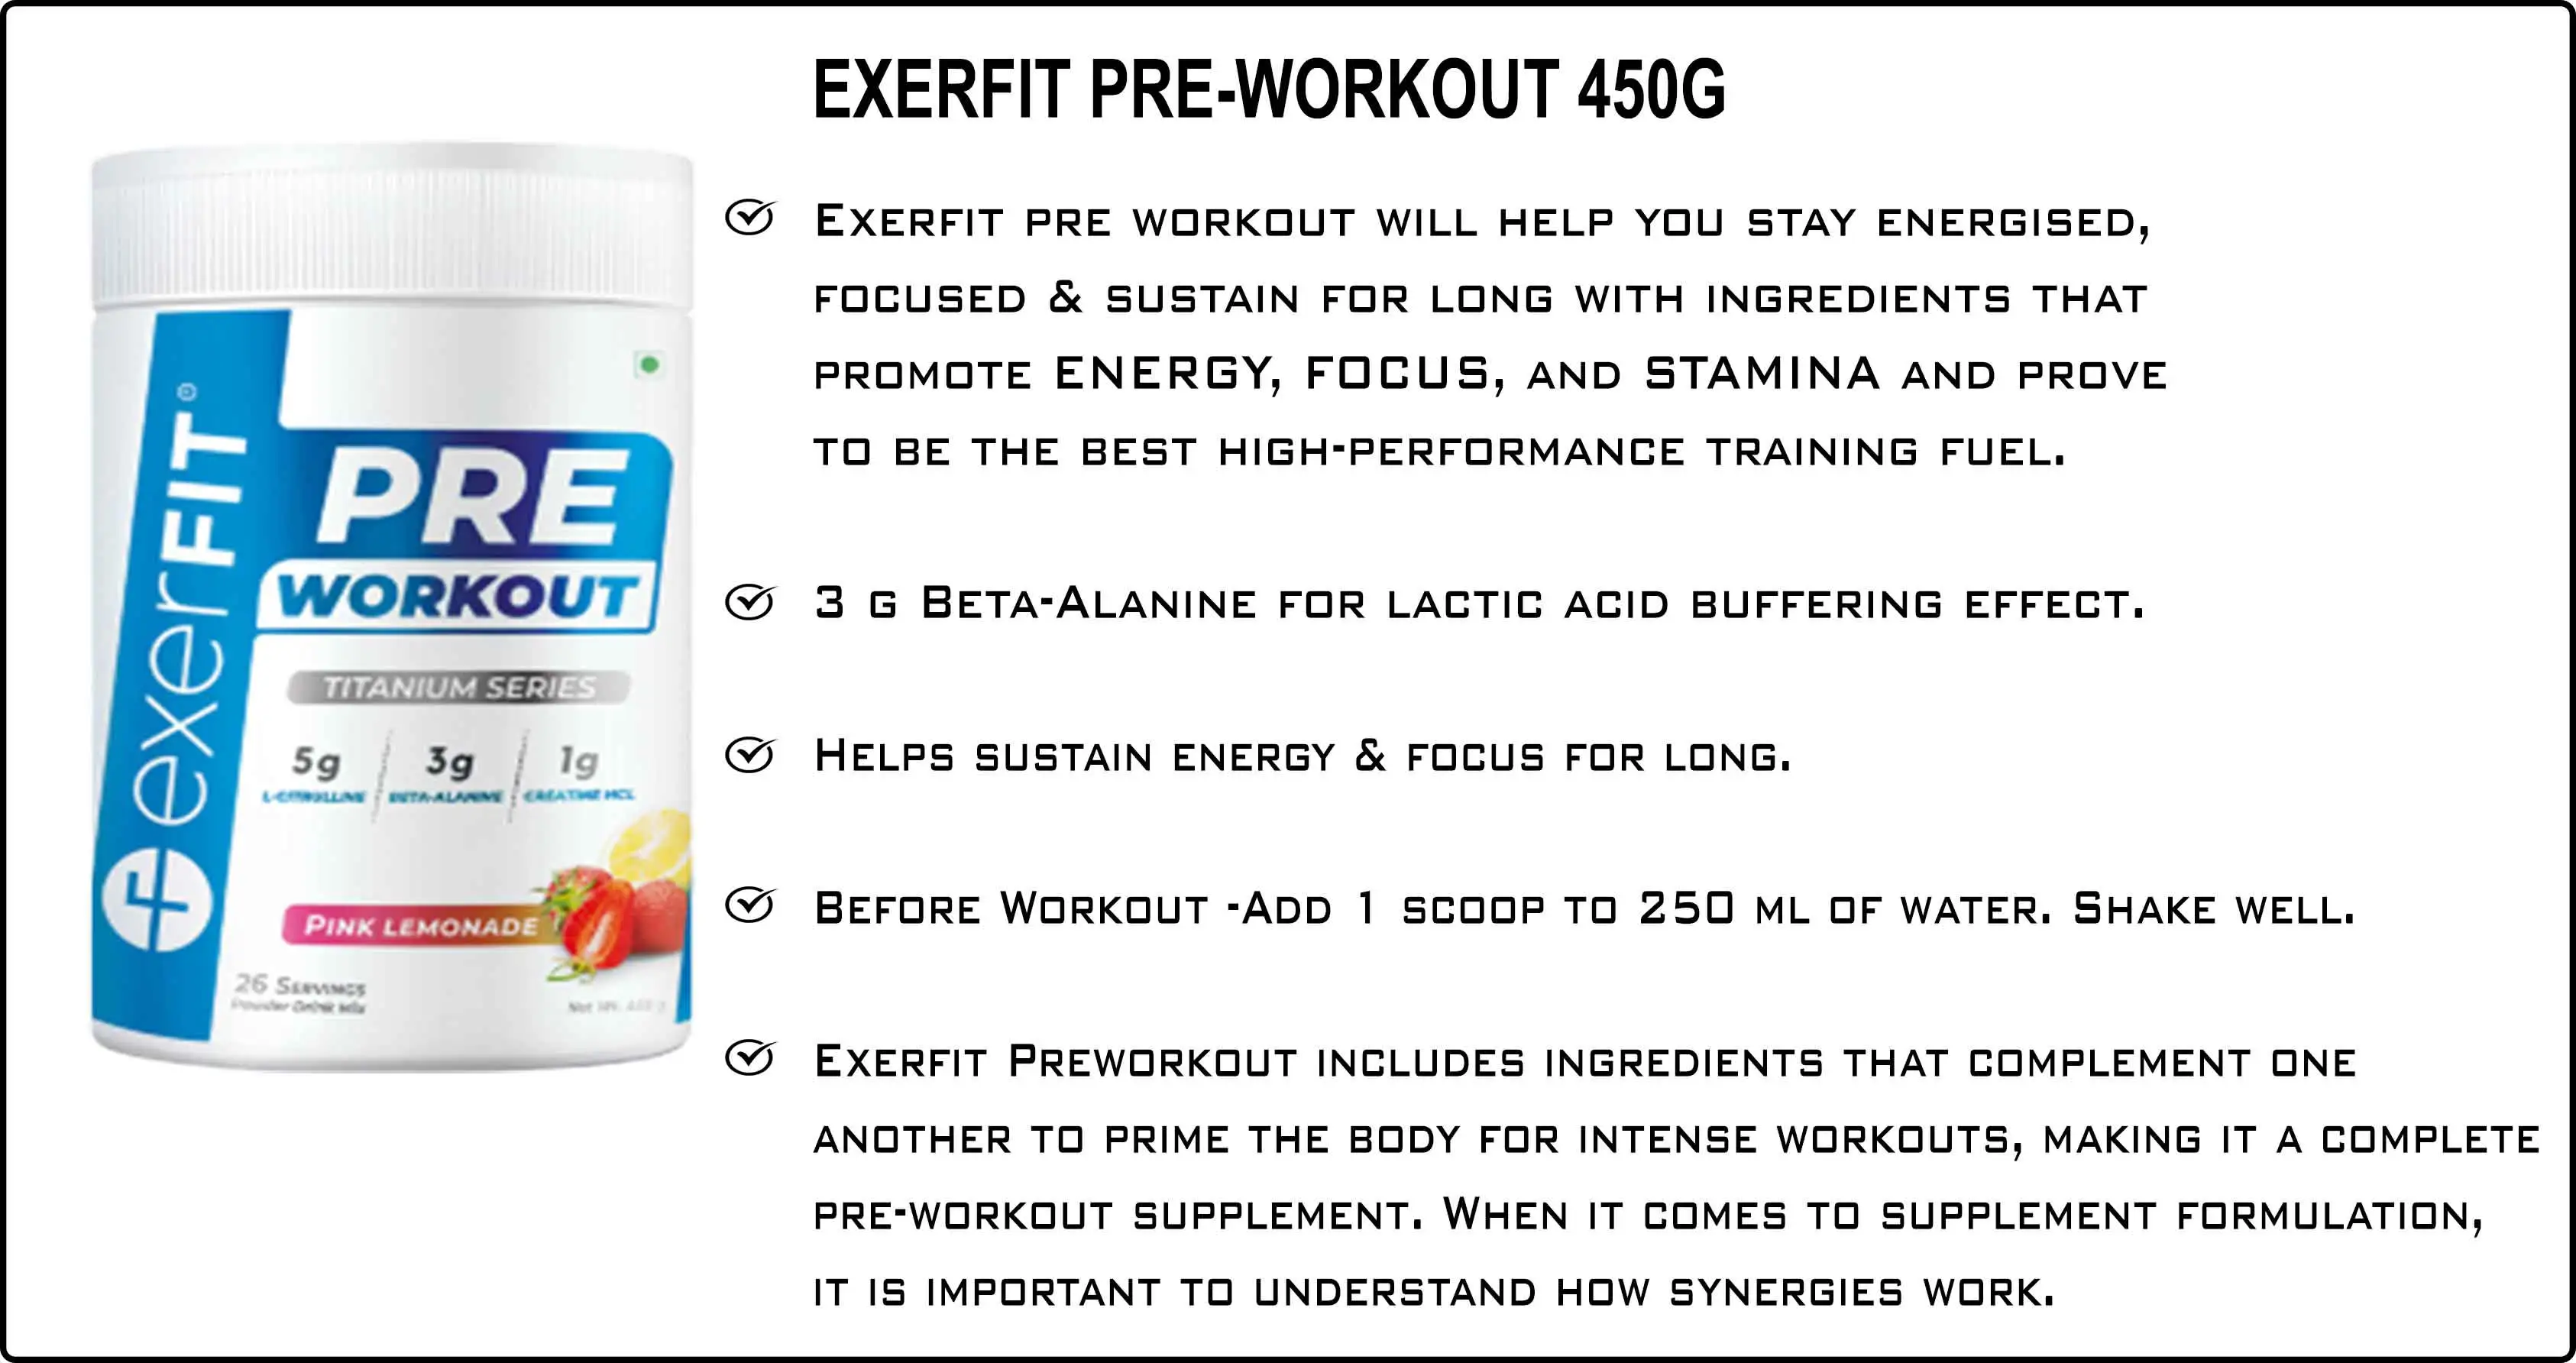 EXERFIT PRE-WORKOUT 450G
Exerfit pre workout will help you stay energised,
focused & sustain for long with ingredients that
promote ENERGY, FOCUS, and STAMINA and prove
to be the best high-performance training fuel.
3 g Beta-Alanine for lactic acid buffering effect.
Helps sustain energy & focus for long.
Before Workout -Add 1 scoop to 250 ml of water. Shake well.
Exerfit Preworkout includes ingredients that complement one
another to prime the body for intense workouts, making it a complete
pre-workout supplement. When it comes to supplement formulation,
it is important to understand how synergies work.
exerFIT®
PRE
WORKOUT
TITANIUM SERIES
5g 3g 1g
L-CITRULLINE BETA-ALANINE CREATINE HCL
PINK LEMONADE
26 SERVINGS
Powder Drink Mix
Net Wt.